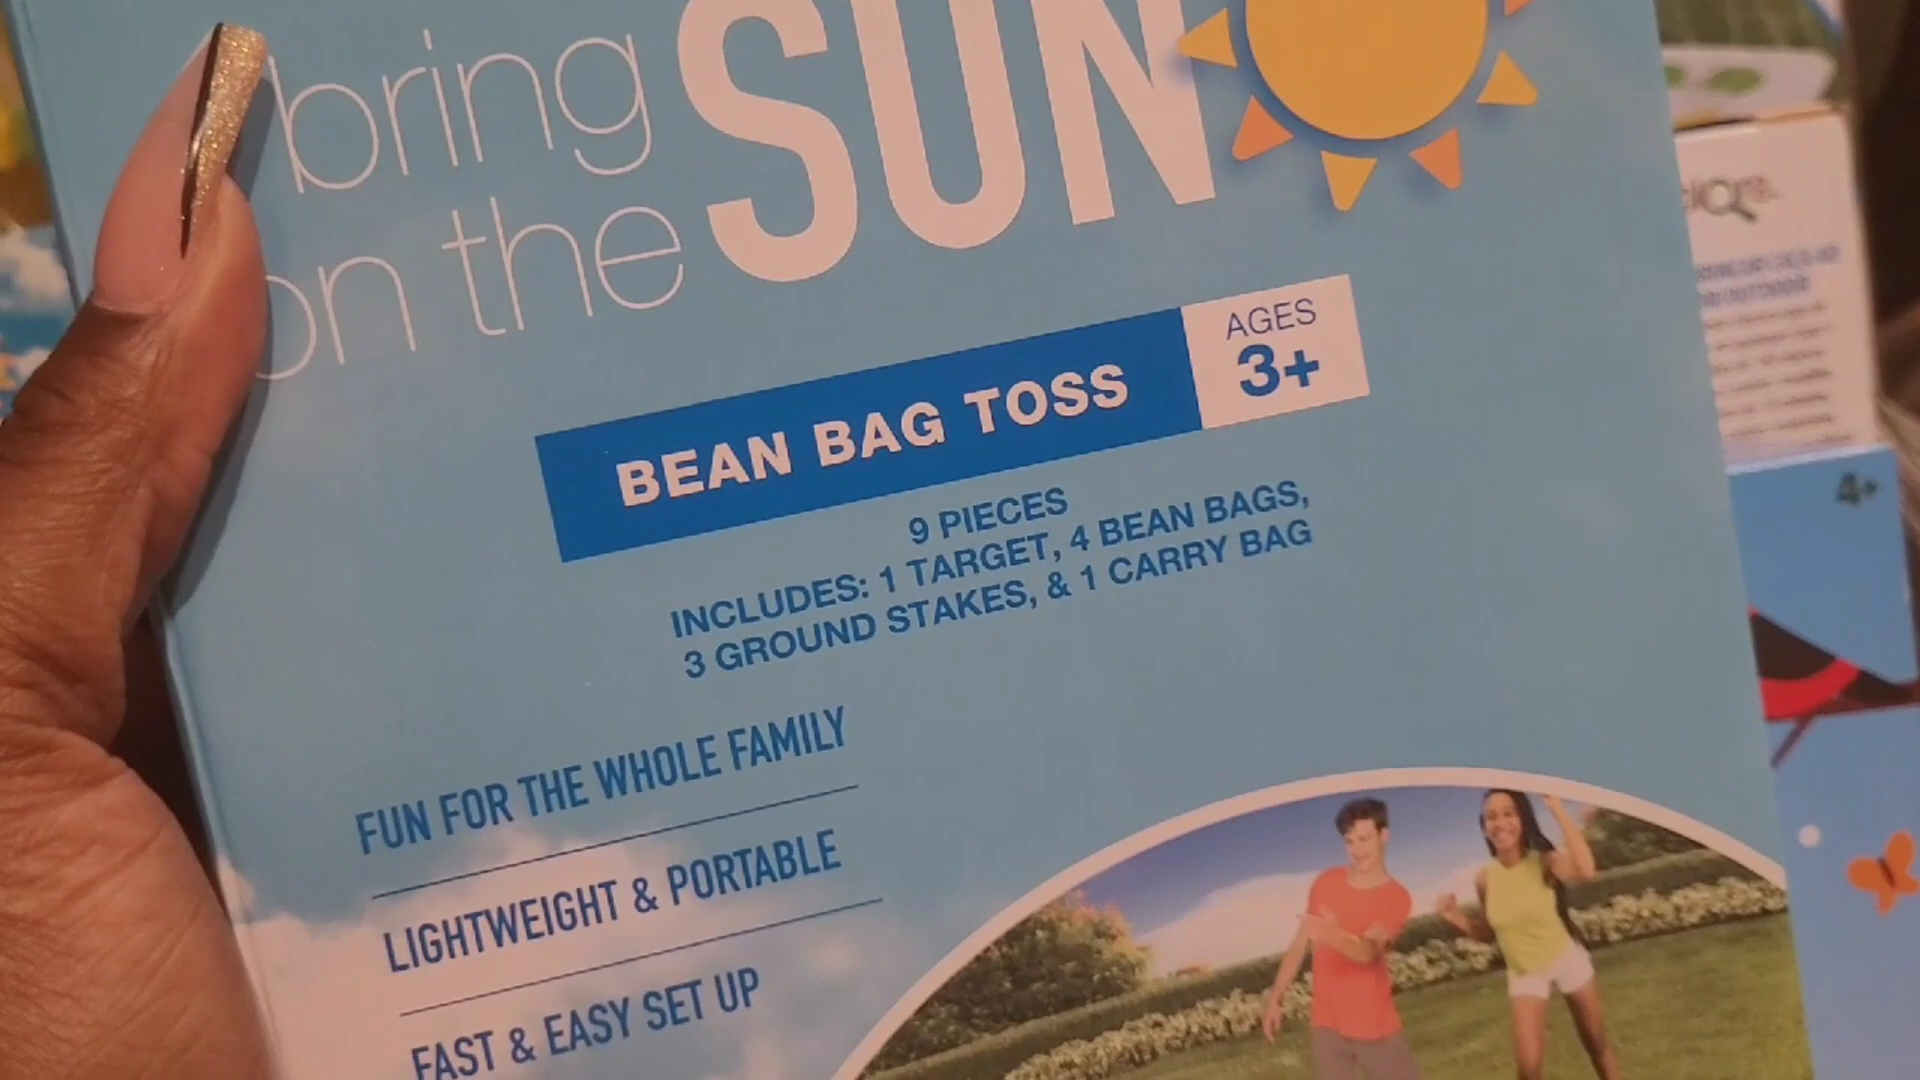 bring
on the SUN
BEAN BAG TOSS
AGES
3+
9 PIECES
INCLUDES: 1 TARGET, 4 BEAN BAGS,
3 GROUND STAKES, & 1 CARRY BAG
FUN FOR THE WHOLE FAMILY
LIGHTWEIGHT & PORTABLE
FAST & EASY SET UP
4+